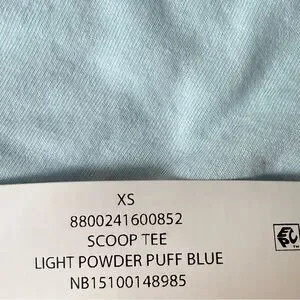 XS
8800241600852
SCOOP TEE
LIGHT POWDER PUFF BLUE
NB15100148985